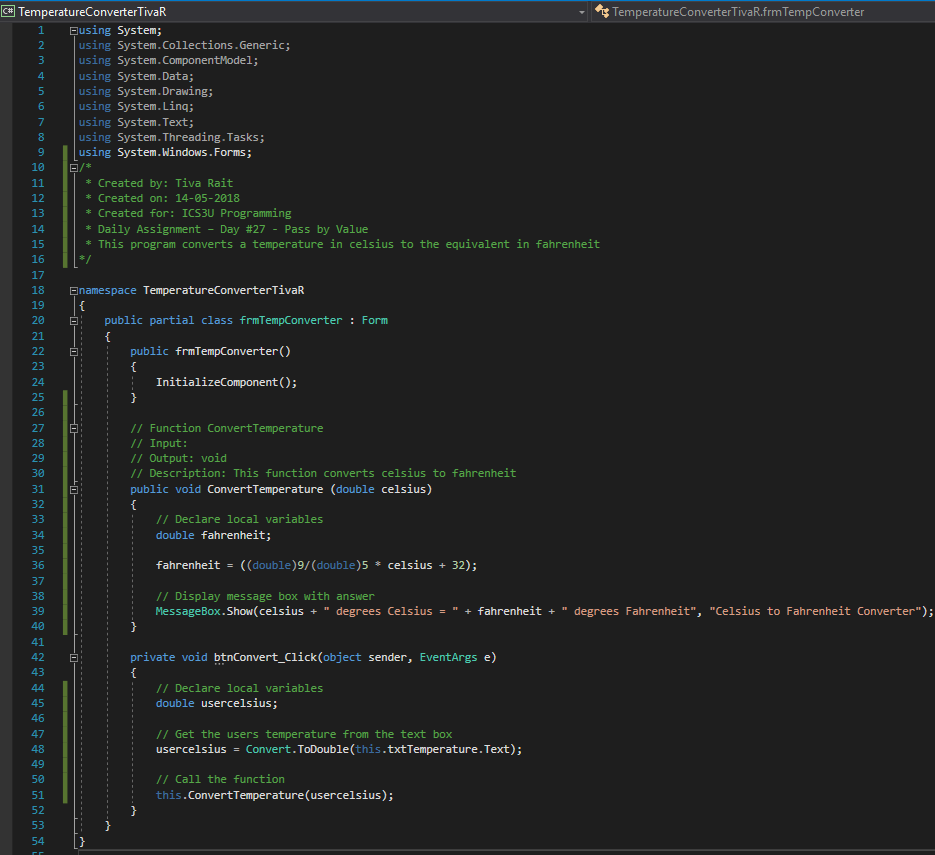 C# TemperatureConverterTivaR TemperatureConverterTivaR.frmTempConverter
1 using System;
2 using System.Collections.Generic;
3 using System.ComponentModel;
4 using System.Data;
5 using System.Drawing;
6 using System.Linq;
7 using System.Text;
8 using System.Threading.Tasks;
9 using System.Windows.Forms;
10 /*
11 * Created by: Tiva Rait
12 * Created on: 14-05-2018
13 * Created for: ICS3U Programming
14 * Daily Assignment – Day #27 - Pass by Value
15 * This program converts a temperature in celsius to the equivalent in fahrenheit
16 */
17
18 namespace TemperatureConverterTivaR
19 {
20 public partial class frmTempConverter : Form
21 {
22 public frmTempConverter()
23 {
24 InitializeComponent();
25 }
26
27 // Function ConvertTemperature
28 // Input:
29 // Output: void
30 // Description: This function converts celsius to fahrenheit
31 public void ConvertTemperature (double celsius)
32 {
33 // Declare local variables
34 double fahrenheit;
35
36 fahrenheit = ((double)9/(double)5 * celsius + 32);
37
38 // Display message box with answer
39 MessageBox.Show(celsius + " degrees Celsius = " + fahrenheit + " degrees Fahrenheit", "Celsius to Fahrenheit Converter");
40 }
41
42 private void btnConvert_Click(object sender, EventArgs e)
43 {
44 // Declare local variables
45 double usercelsius;
46
47 // Get the users temperature from the text box
48 usercelsius = Convert.ToDouble(this.txtTemperature.Text);
49
50 // Call the function
51 this.ConvertTemperature(usercelsius);
52 }
53 }
54 }
55